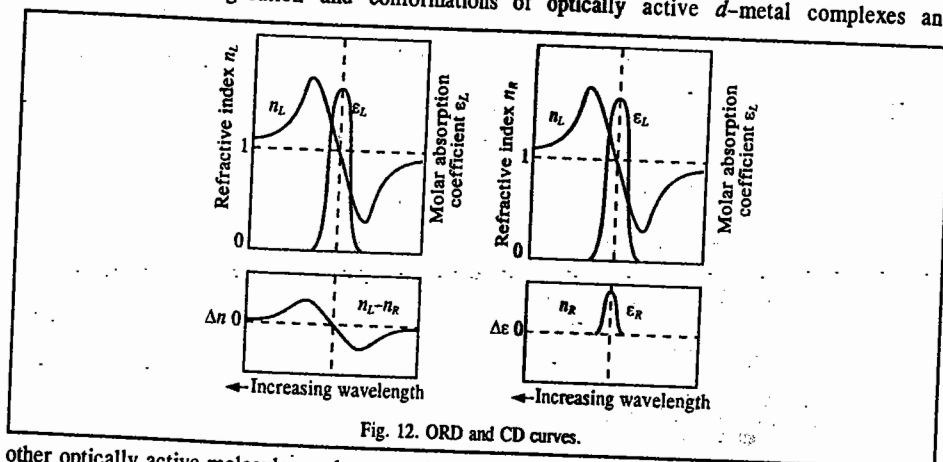 and conformations of optically active d-metal complexes an
Refractive index n_L
n_L
ε_L
1
0
Molar absorption coefficient ε_L
Refractive index n_R
n_L
ε_L
1
0
Molar absorption coefficient ε_L
Δn 0
n_L-n_R
Δε 0
n_R
ε_R
←Increasing wavelength
←Increasing wavelength
Fig. 12. ORD and CD curves.
other optically active